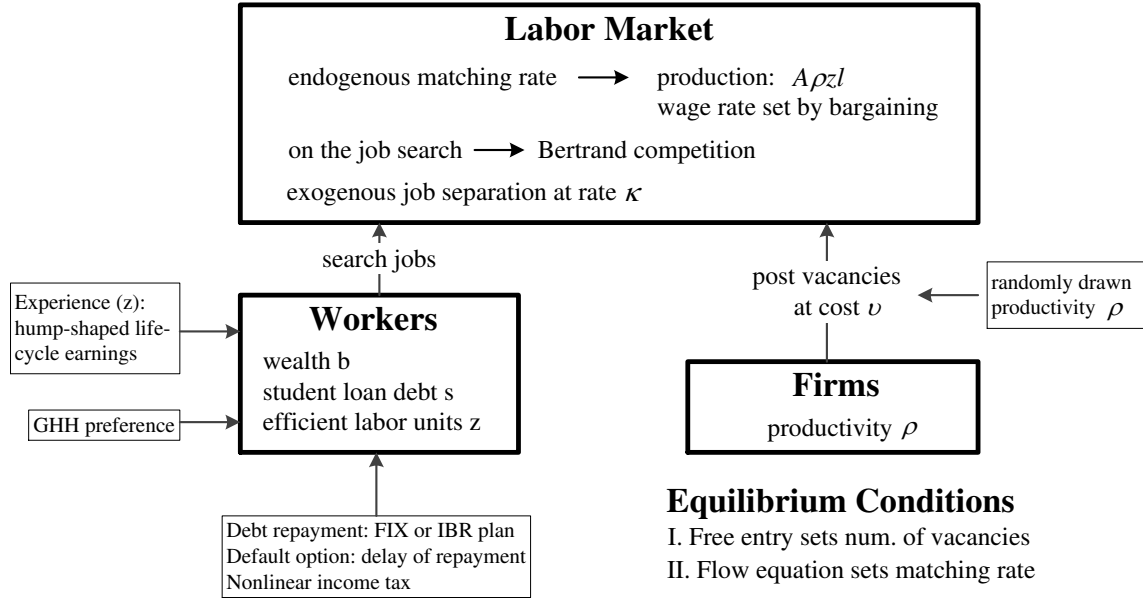 Labor Market
endogenous matching rate
production: Aρzl
wage rate set by bargaining
on the job search
Bertrand competition
exogenous job separation at rate κ
search jobs
post vacancies
at cost υ
randomly drawn
productivity ρ
Experience (z):
hump-shaped life-
cycle earnings
GHH preference
Workers
wealth b
student loan debt s
efficient labor units z
Firms
productivity ρ
Debt repayment: FIX or IBR plan
Default option: delay of repayment
Nonlinear income tax
Equilibrium Conditions
I. Free entry sets num. of vacancies
II. Flow equation sets matching rate